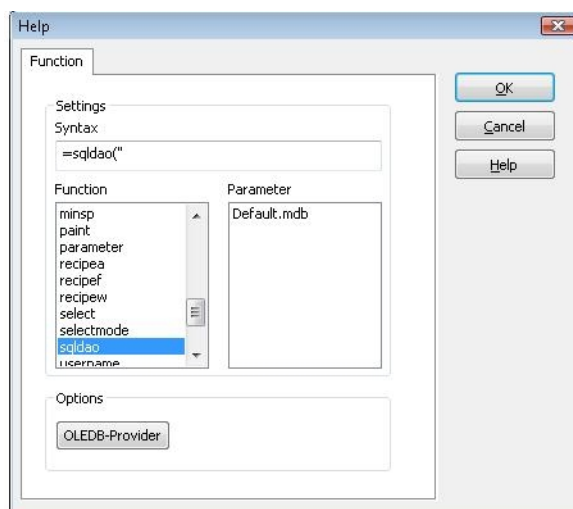 Help
Function
Settings
Syntax
=sqldao("
Function
minsp
paint
parameter
recipea
recipef
recipew
select
selectmode
sqldao
username
Parameter
Default.mdb
Options
OLEDB-Provider
OK
Cancel
Help